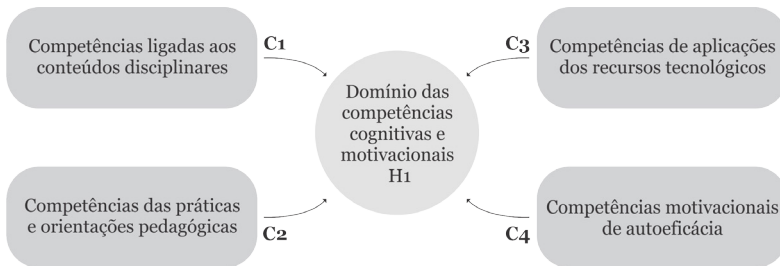 Competências ligadas aos
conteúdos disciplinares
C1
C3
Competências de aplicações
dos recursos tecnológicos
Domínio das
competências
cognitivas e
motivacionais
H1
Competências das práticas
e orientações pedagógicas
C2
C4
Competências motivacionais
de autoeficácia